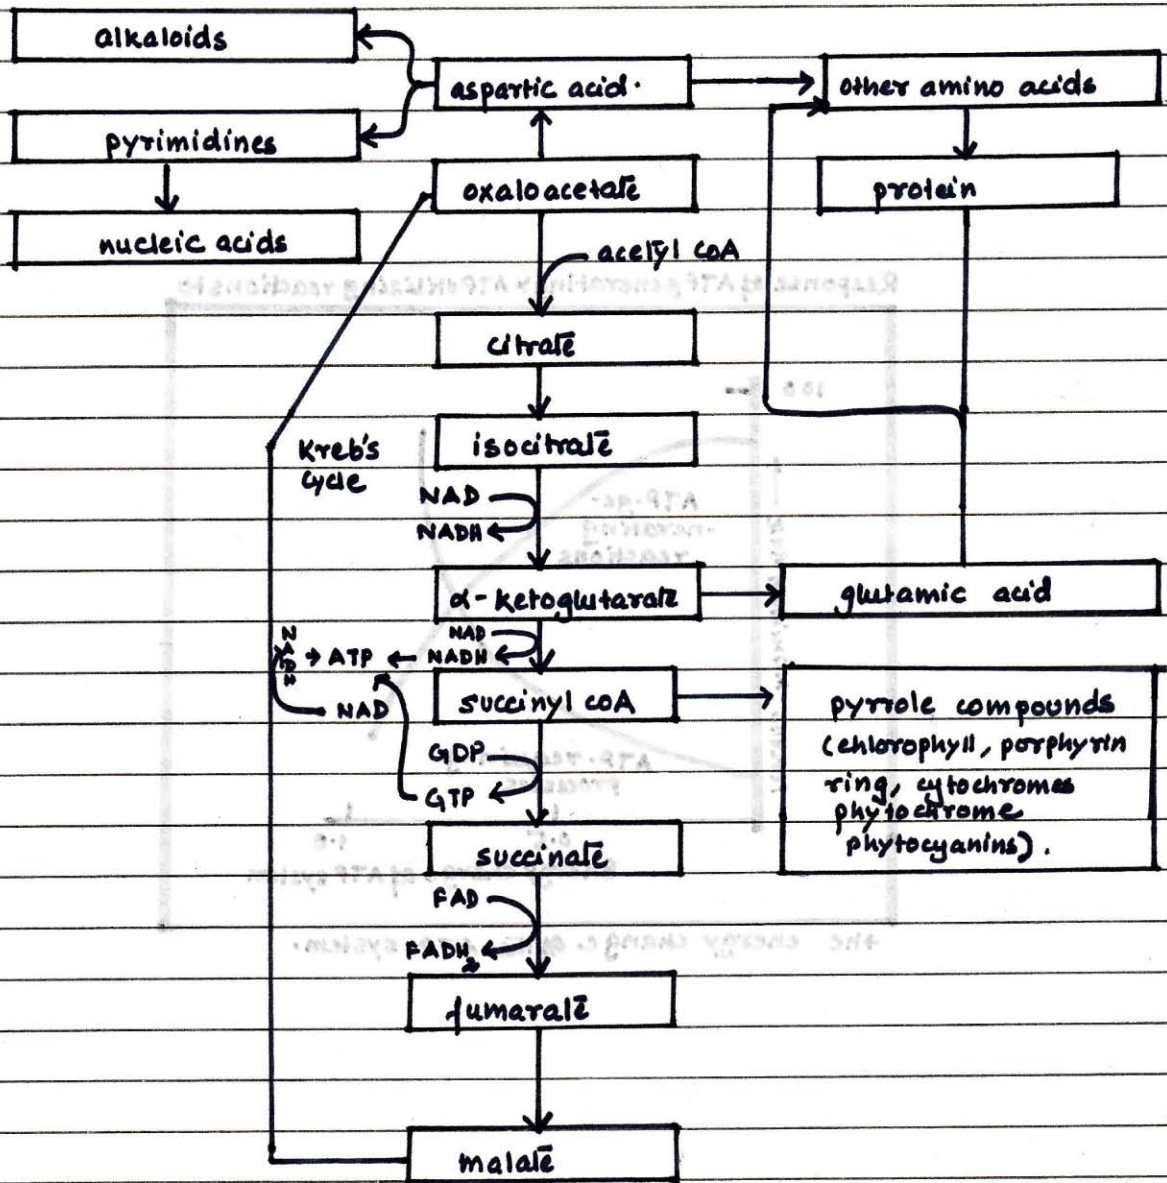 alkaloids
aspartic acid.
other amino acids
pyrimidines
oxaloacetate
protein
nucleic acids
acetyl coA
citrate
isocitrate
Kreb's
cycle
NAD
NADH
α-ketoglutarate
glutamic acid
NAD
NADH
ATP
NADH
NAD
succinyl coA
pyrrole compounds
(chlorophyll, porphyrin
ring, cytochromes
phytochrome
phytocyanins).
GDP
GTP
succinate
FAD
FADH2
fumarate
malate